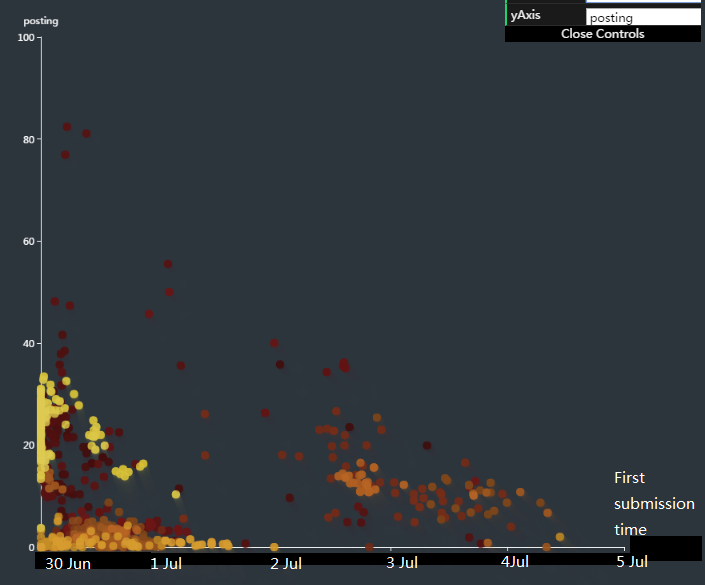 posting
yAxis
posting
Close Controls
100
80
60
40
20
0
30 Jun
1 Jul
2 Jul
3 Jul
4Jul
5 Jul
First
submission
time